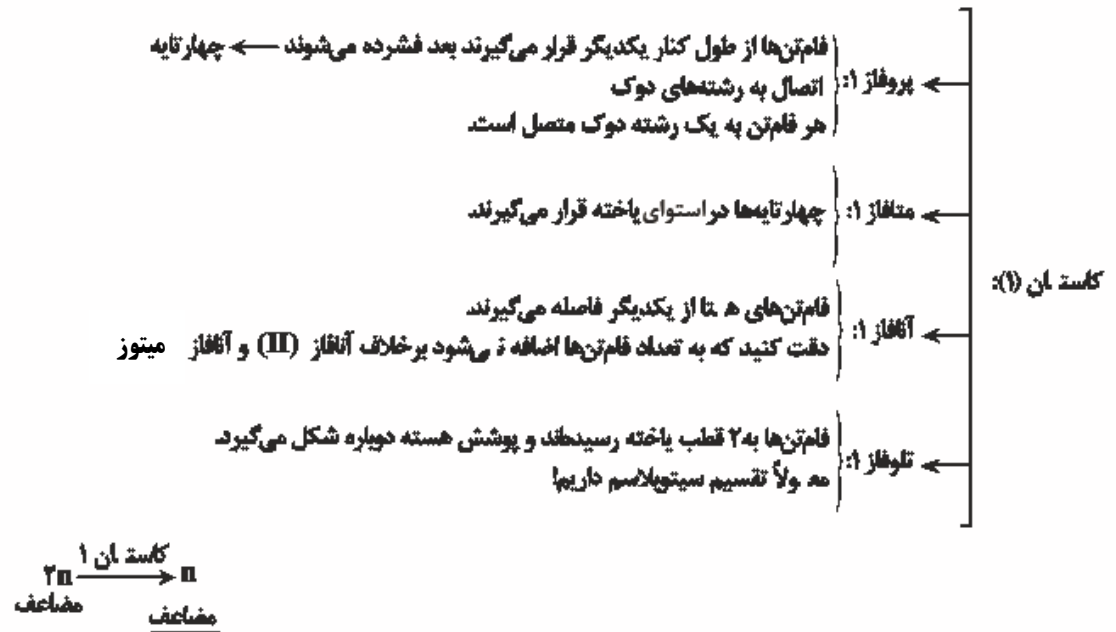 کاستمان (۱):
پروفاز ۱:
فام‌تن‌ها از طول کنار یکدیگر قرار می‌گیرند بعد فشرده می‌شوند ⟵ چهارتایه
اتصال به رشته‌های دوک
هر فام‌تن به یک رشته دوک متصل است.
متافاز ۱:
چهارتایه‌ها در استوای یاخته قرار می‌گیرند.
آنافاز ۱:
فام‌تن‌های همتا از یکدیگر فاصله می‌گیرند.
دقت کنید که به تعداد فام‌تن‌ها اضافه نمی‌شود برخلاف آنافاز (II) و آنافاز میتوز
تلوفاز ۱:
فام‌تن‌ها به ۲ قطب یاخته رسیده‌اند و پوشش هسته دوباره شکل می‌گیرد.
معمولاً تقسیم سیتوپلاسم داریم!
کاستمان ۱
۲n ⟶ n
مضاعف مضاعف